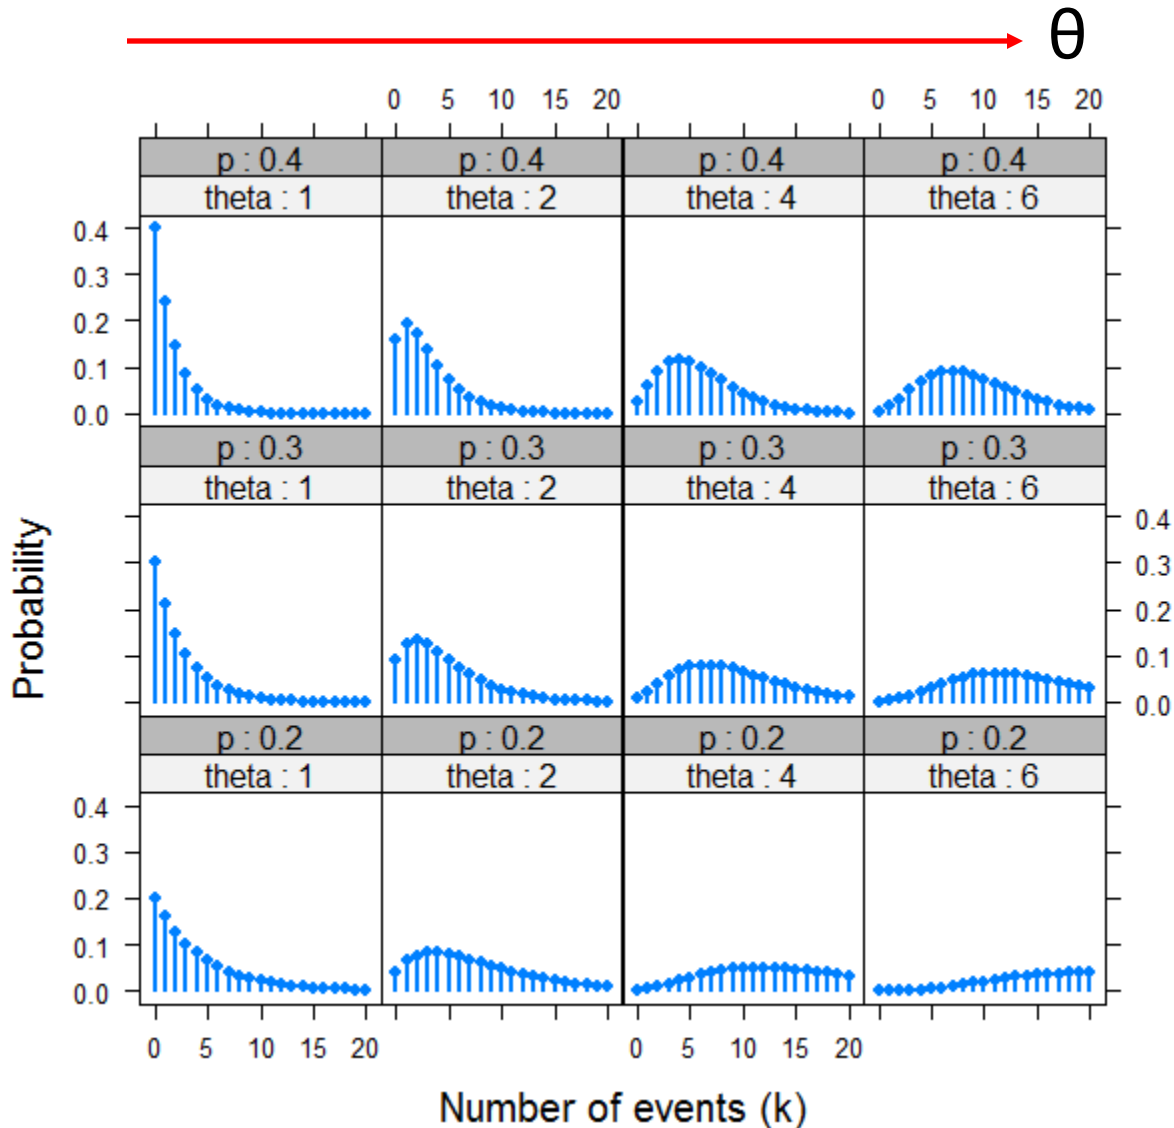 θ
0 5 10 15 20 0 5 10 15 20
p : 0.4 p : 0.4 p : 0.4 p : 0.4
theta : 1 theta : 2 theta : 4 theta : 6
0.4
0.3
0.2
0.1
0.0
p : 0.3 p : 0.3 p : 0.3 p : 0.3
theta : 1 theta : 2 theta : 4 theta : 6
0.4
0.3
0.2
0.1
0.0
Probability
p : 0.2 p : 0.2 p : 0.2 p : 0.2
theta : 1 theta : 2 theta : 4 theta : 6
0.4
0.3
0.2
0.1
0.0
0 5 10 15 20 0 5 10 15 20
Number of events (k)